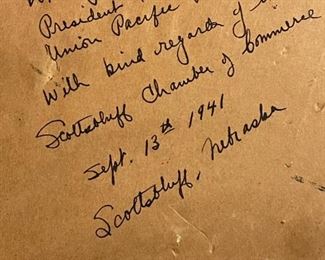 President
Union Pacific
With kind regards of
Scottsbluff Chamber of Commerce
Sept. 13th 1941
Scottsbluff, Nebraska